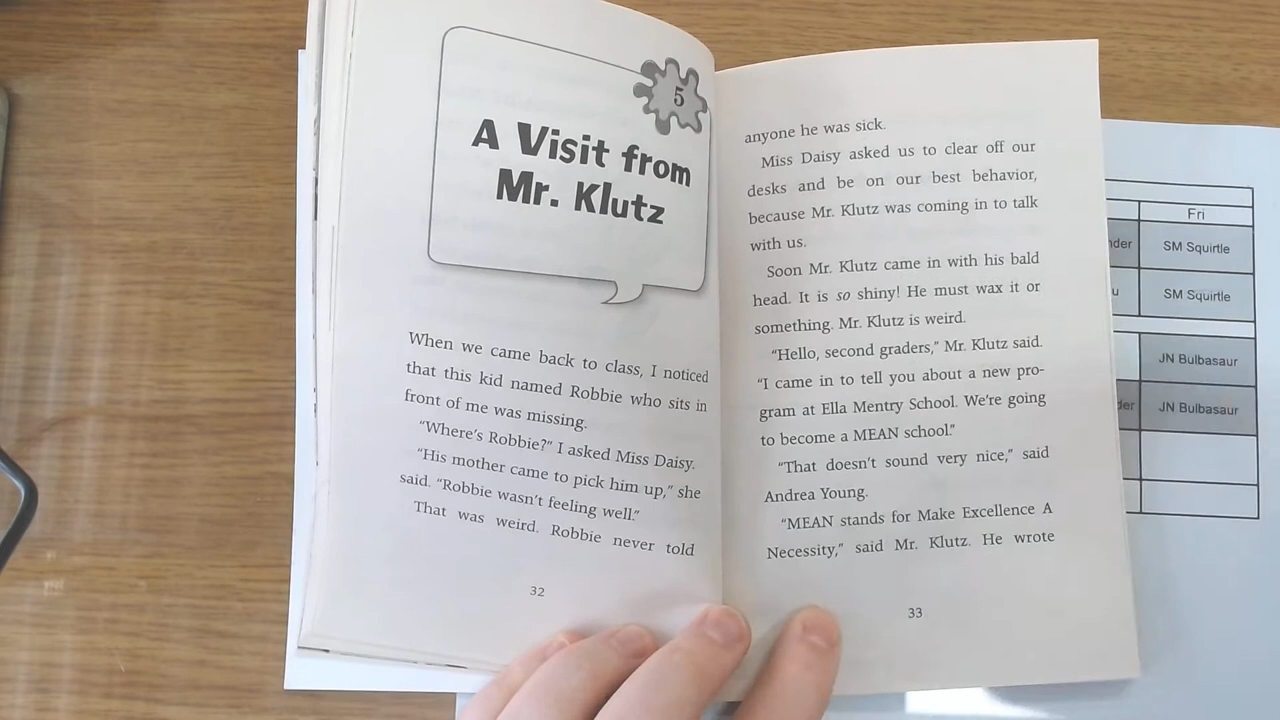 5
A Visit from
Mr. Klutz
When we came back to class, I noticed
that this kid named Robbie who sits in
front of me was missing.
“Where’s Robbie?” I asked Miss Daisy.
“His mother came to pick him up,” she
said. “Robbie wasn’t feeling well.”
That was weird. Robbie never told
32
anyone he was sick.
Miss Daisy asked us to clear off our
desks and be on our best behavior,
because Mr. Klutz was coming in to talk
with us.
Soon Mr. Klutz came in with his bald
head. It is so shiny! He must wax it or
something. Mr. Klutz is weird.
“Hello, second graders,” Mr. Klutz said.
“I came in to tell you about a new pro-
gram at Ella Mentry School. We’re going
to become a MEAN school.”
“That doesn’t sound very nice,” said
Andrea Young.
“MEAN stands for Make Excellence A
Necessity,” said Mr. Klutz. He wrote
33
Fri
nder SM Squirtle
u SM Squirtle
JN Bulbasaur
der JN Bulbasaur